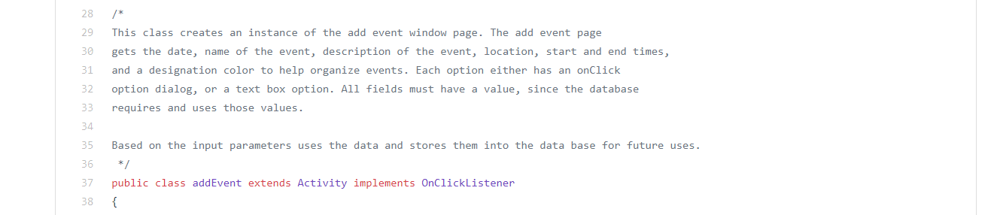 28 /*
29 This class creates an instance of the add event window page. The add event page
30 gets the date, name of the event, description of the event, location, start and end times,
31 and a designation color to help organize events. Each option either has an onClick
32 option dialog, or a text box option. All fields must have a value, since the database
33 requires and uses those values.
34
35 Based on the input parameters uses the data and stores them into the data base for future uses.
36 */
37 public class addEvent extends Activity implements OnClickListener
38 {